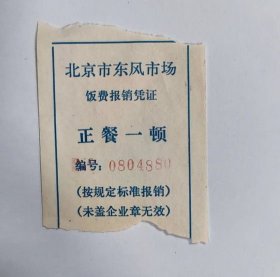 北京市东风市场
饭费报销凭证
正餐一顿
编号：0804880
（按规定标准报销）
（未盖企业章无效）